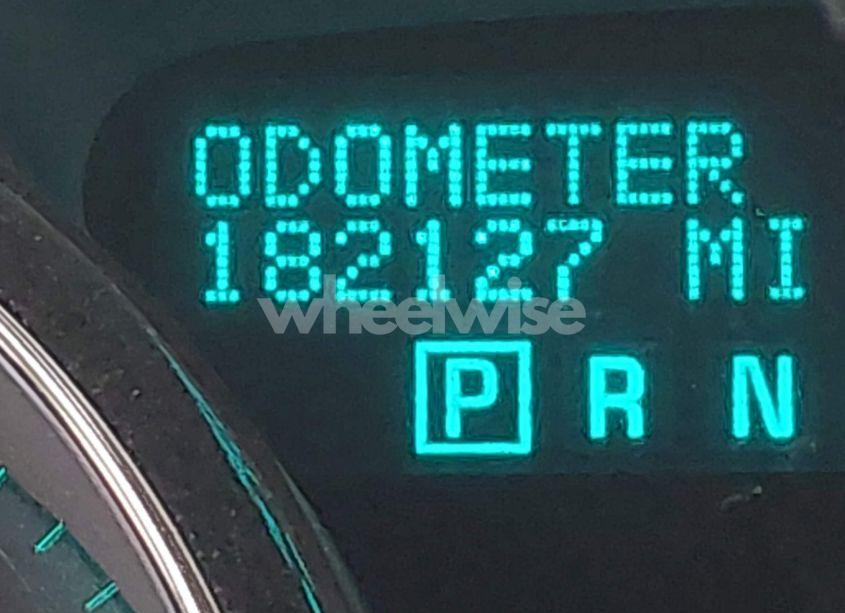 ODOMETER
182127 MI
wheelwise
P R N